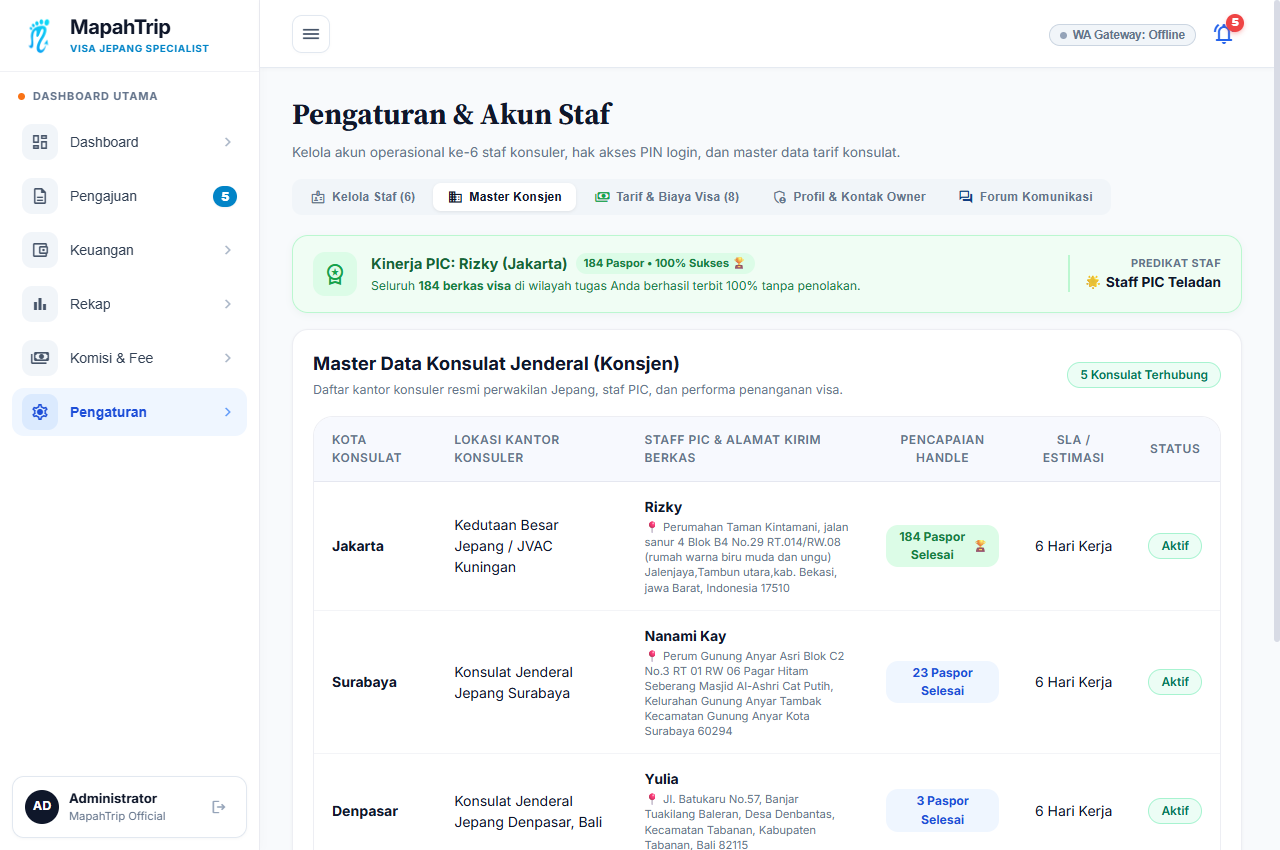 MapahTrip
VISA JEPANG SPECIALIST
WA Gateway: Offline
5
DASHBOARD UTAMA
Dashboard
Pengajuan
5
Keuangan
Rekap
Komisi & Fee
Pengaturan
AD
Administrator
MapahTrip Official
Pengaturan & Akun Staf
Kelola akun operasional ke-6 staf konsuler, hak akses PIN login, dan master data tarif konsulat.
Kelola Staf (6)
Master Konsjen
Tarif & Biaya Visa (8)
Profil & Kontak Owner
Forum Komunikasi
Kinerja PIC: Rizky (Jakarta)
184 Paspor • 100% Sukses
Seluruh 184 berkas visa di wilayah tugas Anda berhasil terbit 100% tanpa penolakan.
PREDIKAT STAF
Staff PIC Teladan
Master Data Konsulat Jenderal (Konsjen)
Daftar kantor konsuler resmi perwakilan Jepang, staf PIC, dan performa penanganan visa.
5 Konsulat Terhubung
KOTA
KONSULAT
LOKASI KANTOR
KONSULER
STAFF PIC & ALAMAT KIRIM
BERKAS
PENCAPAIAN
HANDLE
SLA /
ESTIMASI
STATUS
Jakarta
Kedutaan Besar
Jepang / JVAC
Kuningan
Rizky
Perumahan Taman Kintamani, jalan
sanur 4 Blok B4 No.29 RT.014/RW.08
(rumah warna biru muda dan ungu)
Jalenjaya,Tambun utara,kab. Bekasi,
jawa Barat, Indonesia 17510
184 Paspor
Selesai
6 Hari Kerja
Aktif
Surabaya
Konsulat Jenderal
Jepang Surabaya
Nanami Kay
Perum Gunung Anyar Asri Blok C2
No.3 RT 01 RW 06 Pagar Hitam
Seberang Masjid Al-Ashri Cat Putih,
Kelurahan Gunung Anyar Tambak
Kecamatan Gunung Anyar Kota
Surabaya 60294
23 Paspor
Selesai
6 Hari Kerja
Aktif
Denpasar
Konsulat Jenderal
Jepang Denpasar, Bali
Yulia
Jl. Batukaru No.57, Banjar
Tuakilang Baleran, Desa Denbantas,
Kecamatan Tabanan, Kabupaten
Tabanan, Bali 82115
3 Paspor
Selesai
6 Hari Kerja
Aktif